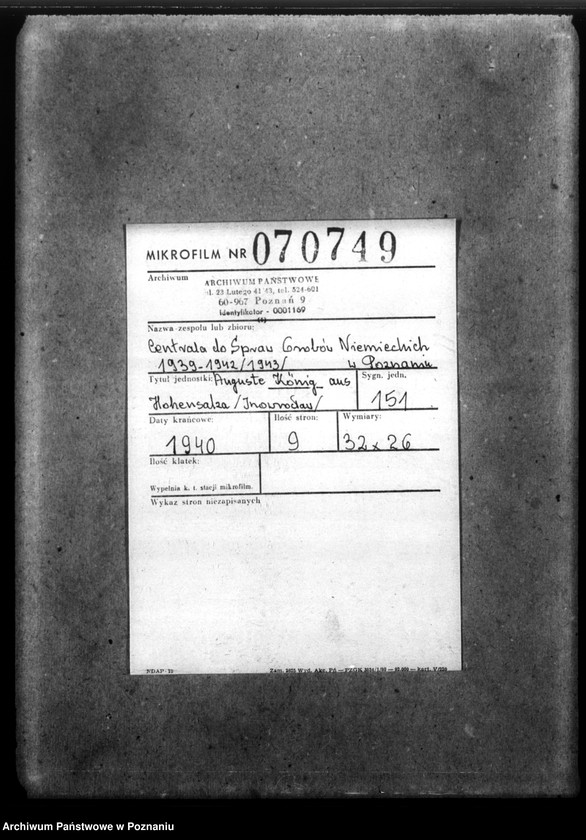 MIKROFILM NR 070749
Archiwum
ARCHIWUM PAŃSTWOWE
ul. 23 Lutego 41/43, tel. 524-601
60-967 Poznań 9
Identyfikator - 0001169
Nazwa zespołu lub zbioru:
Centrala do Spraw Grobów Niemieckich
1939-1942/1943/ w Poznaniu
Tytuł jednostki: Auguste König aus
Hohensalza /Inowrocław/
Sygn. jedn.
151
Daty krańcowe:
1940
Ilość stron:
9
Wymiary:
32 x 26
Ilość klatek:
Wypełnia k. t. stacji mikrofilm.
Wykaz stron niezapisanych
Archiwum Państwowe w Poznaniu